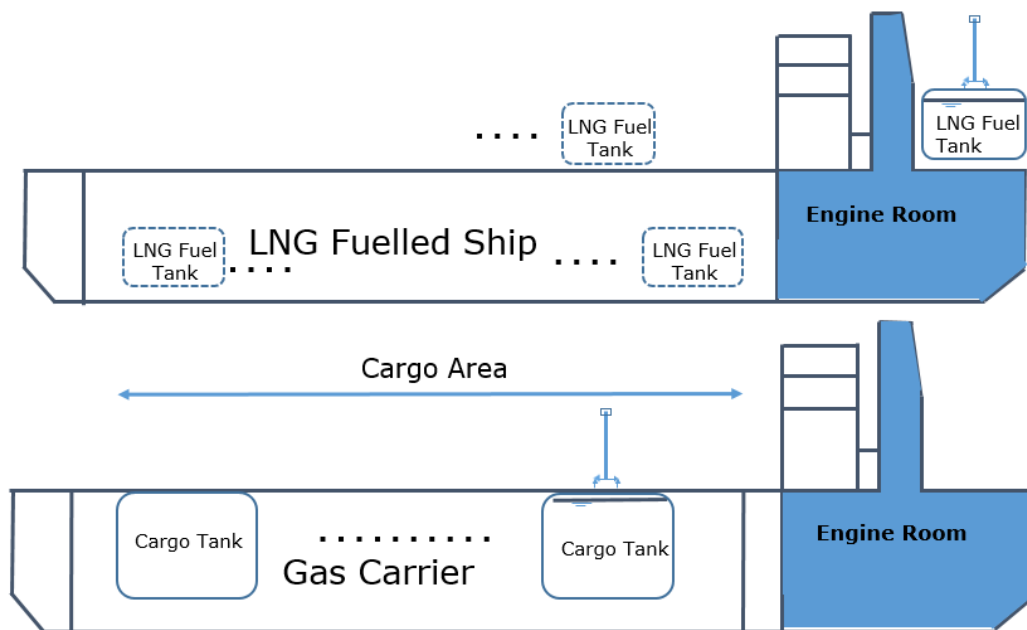 LNG Fuel
Tank
LNG Fuel
Tank
Engine Room
LNG Fuelled Ship
LNG Fuel
Tank
LNG Fuel
Tank
Cargo Area
Cargo Tank
Cargo Tank
Engine Room
Gas Carrier